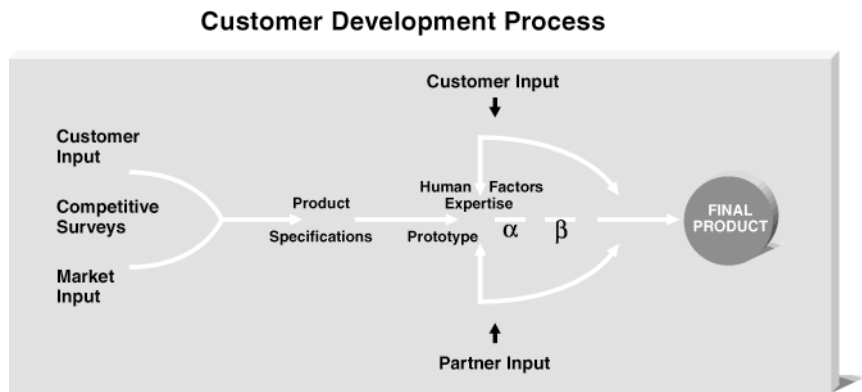 Customer Development Process
Customer Input
Customer
Input
Competitive
Surveys
Market
Input
Product
Specifications
Human Factors
Expertise
Prototype α β
FINAL
PRODUCT
Partner Input